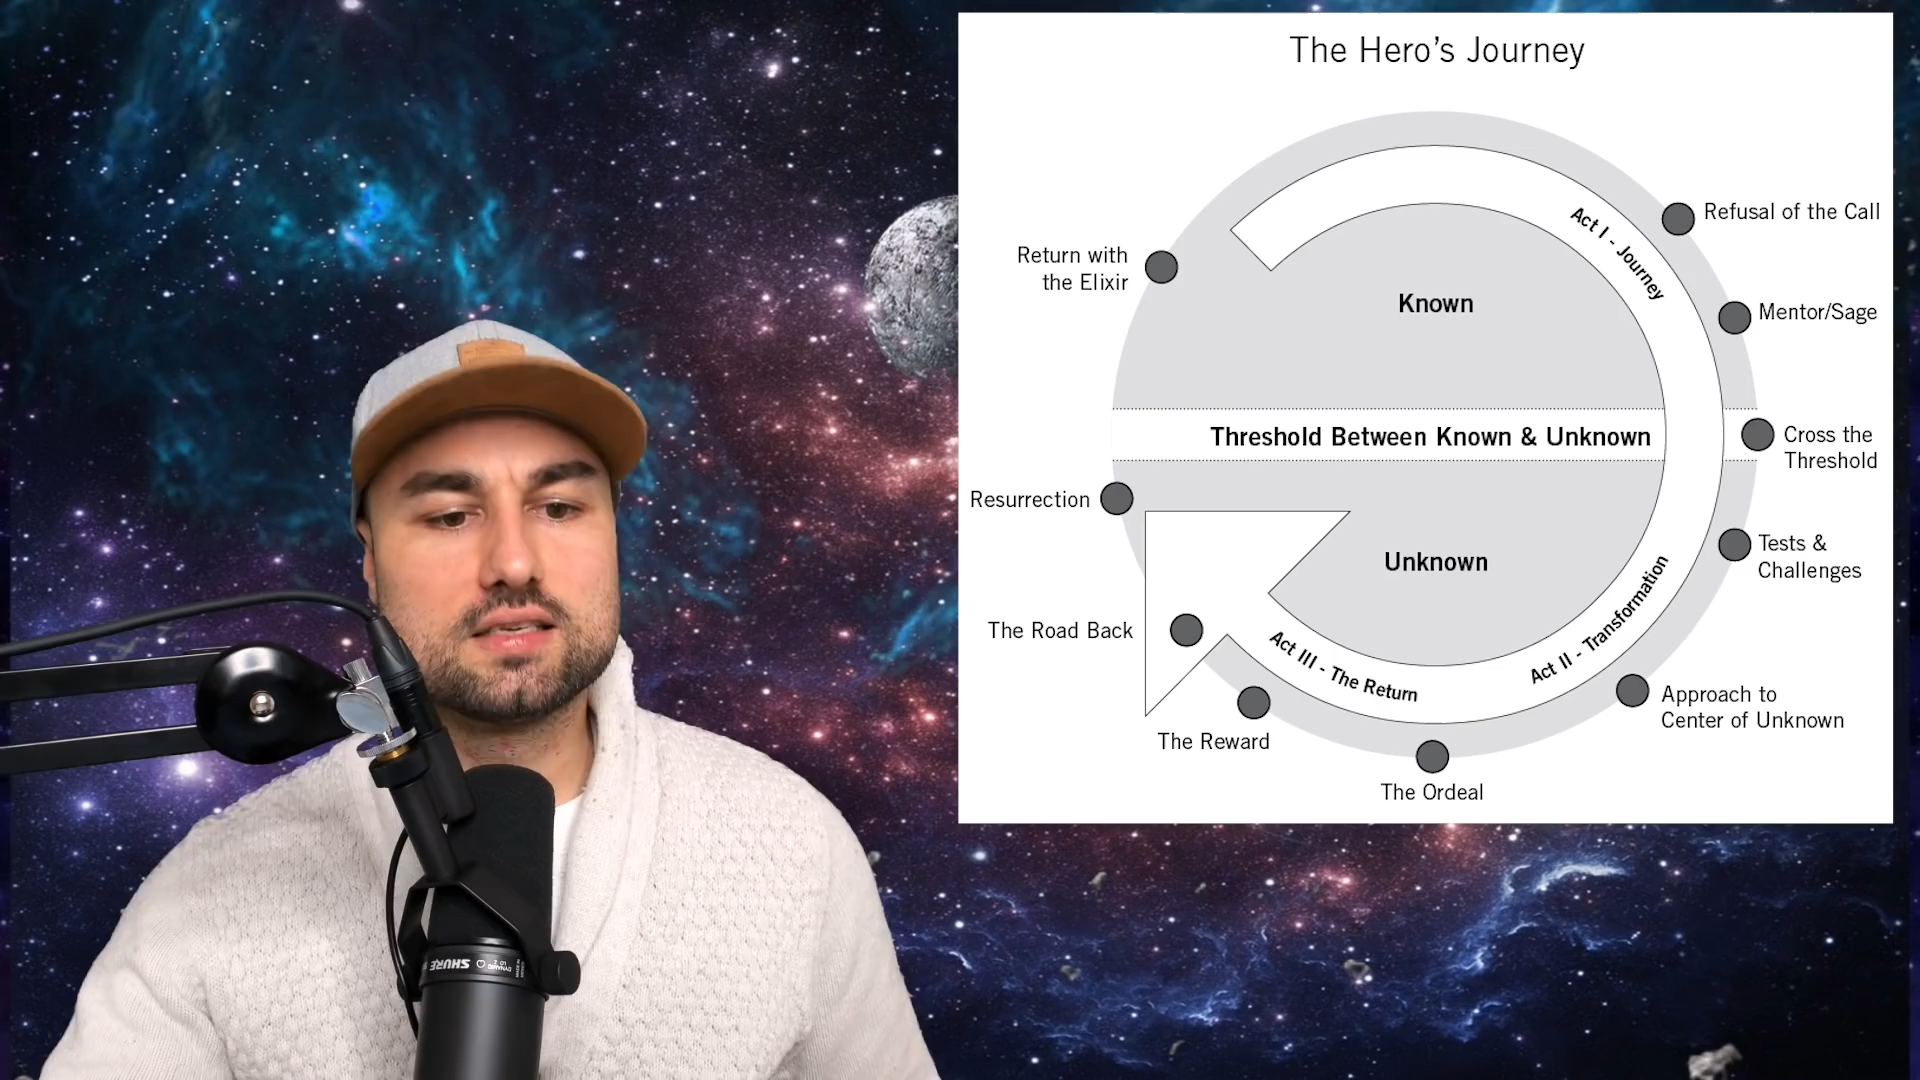 The Hero's Journey
Refusal of the Call
Act I - Journey
Return with
the Elixir
Mentor/Sage
Known
Threshold Between Known & Unknown
Cross the
Threshold
Resurrection
Tests &
Challenges
Unknown
The Road Back
Act III - The Return
Act II - Transformation
Approach to
Center of Unknown
The Reward
The Ordeal
SHURE